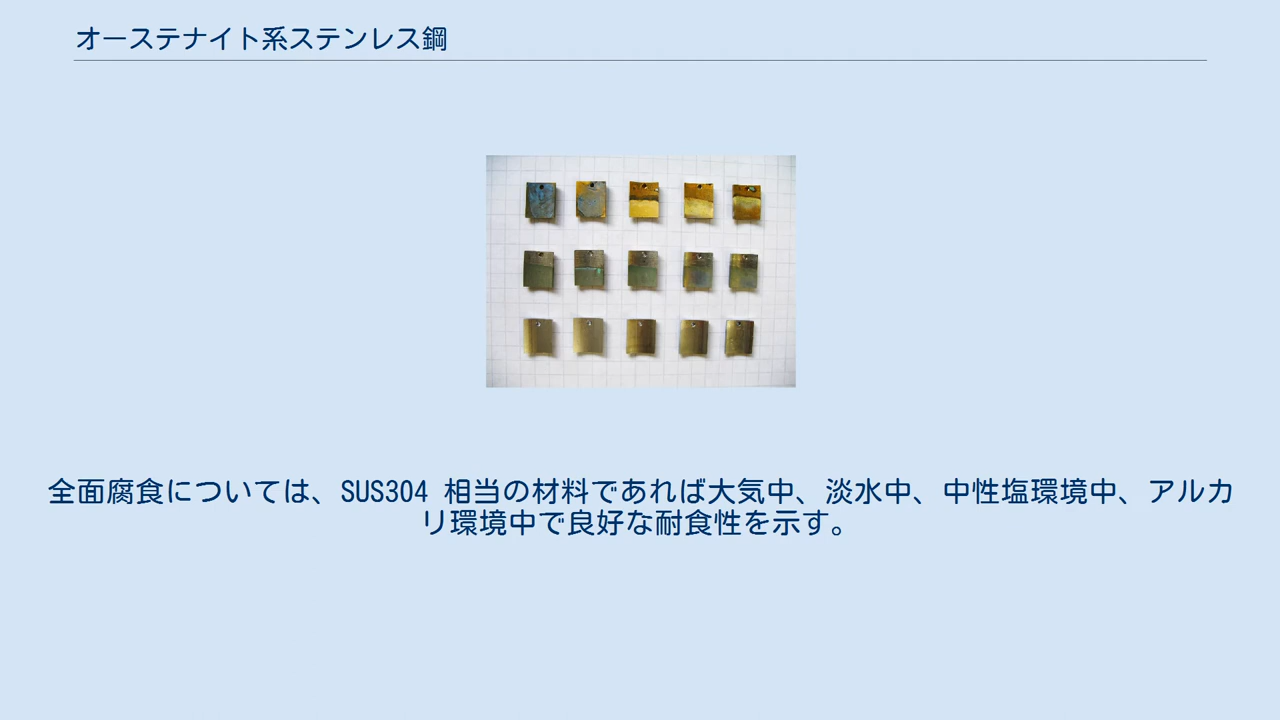 オーステナイト系ステンレス鋼
全面腐食については、SUS304 相当の材料であれば大気中、淡水中、中性塩環境中、アルカ
リ環境中で良好な耐食性を示す。